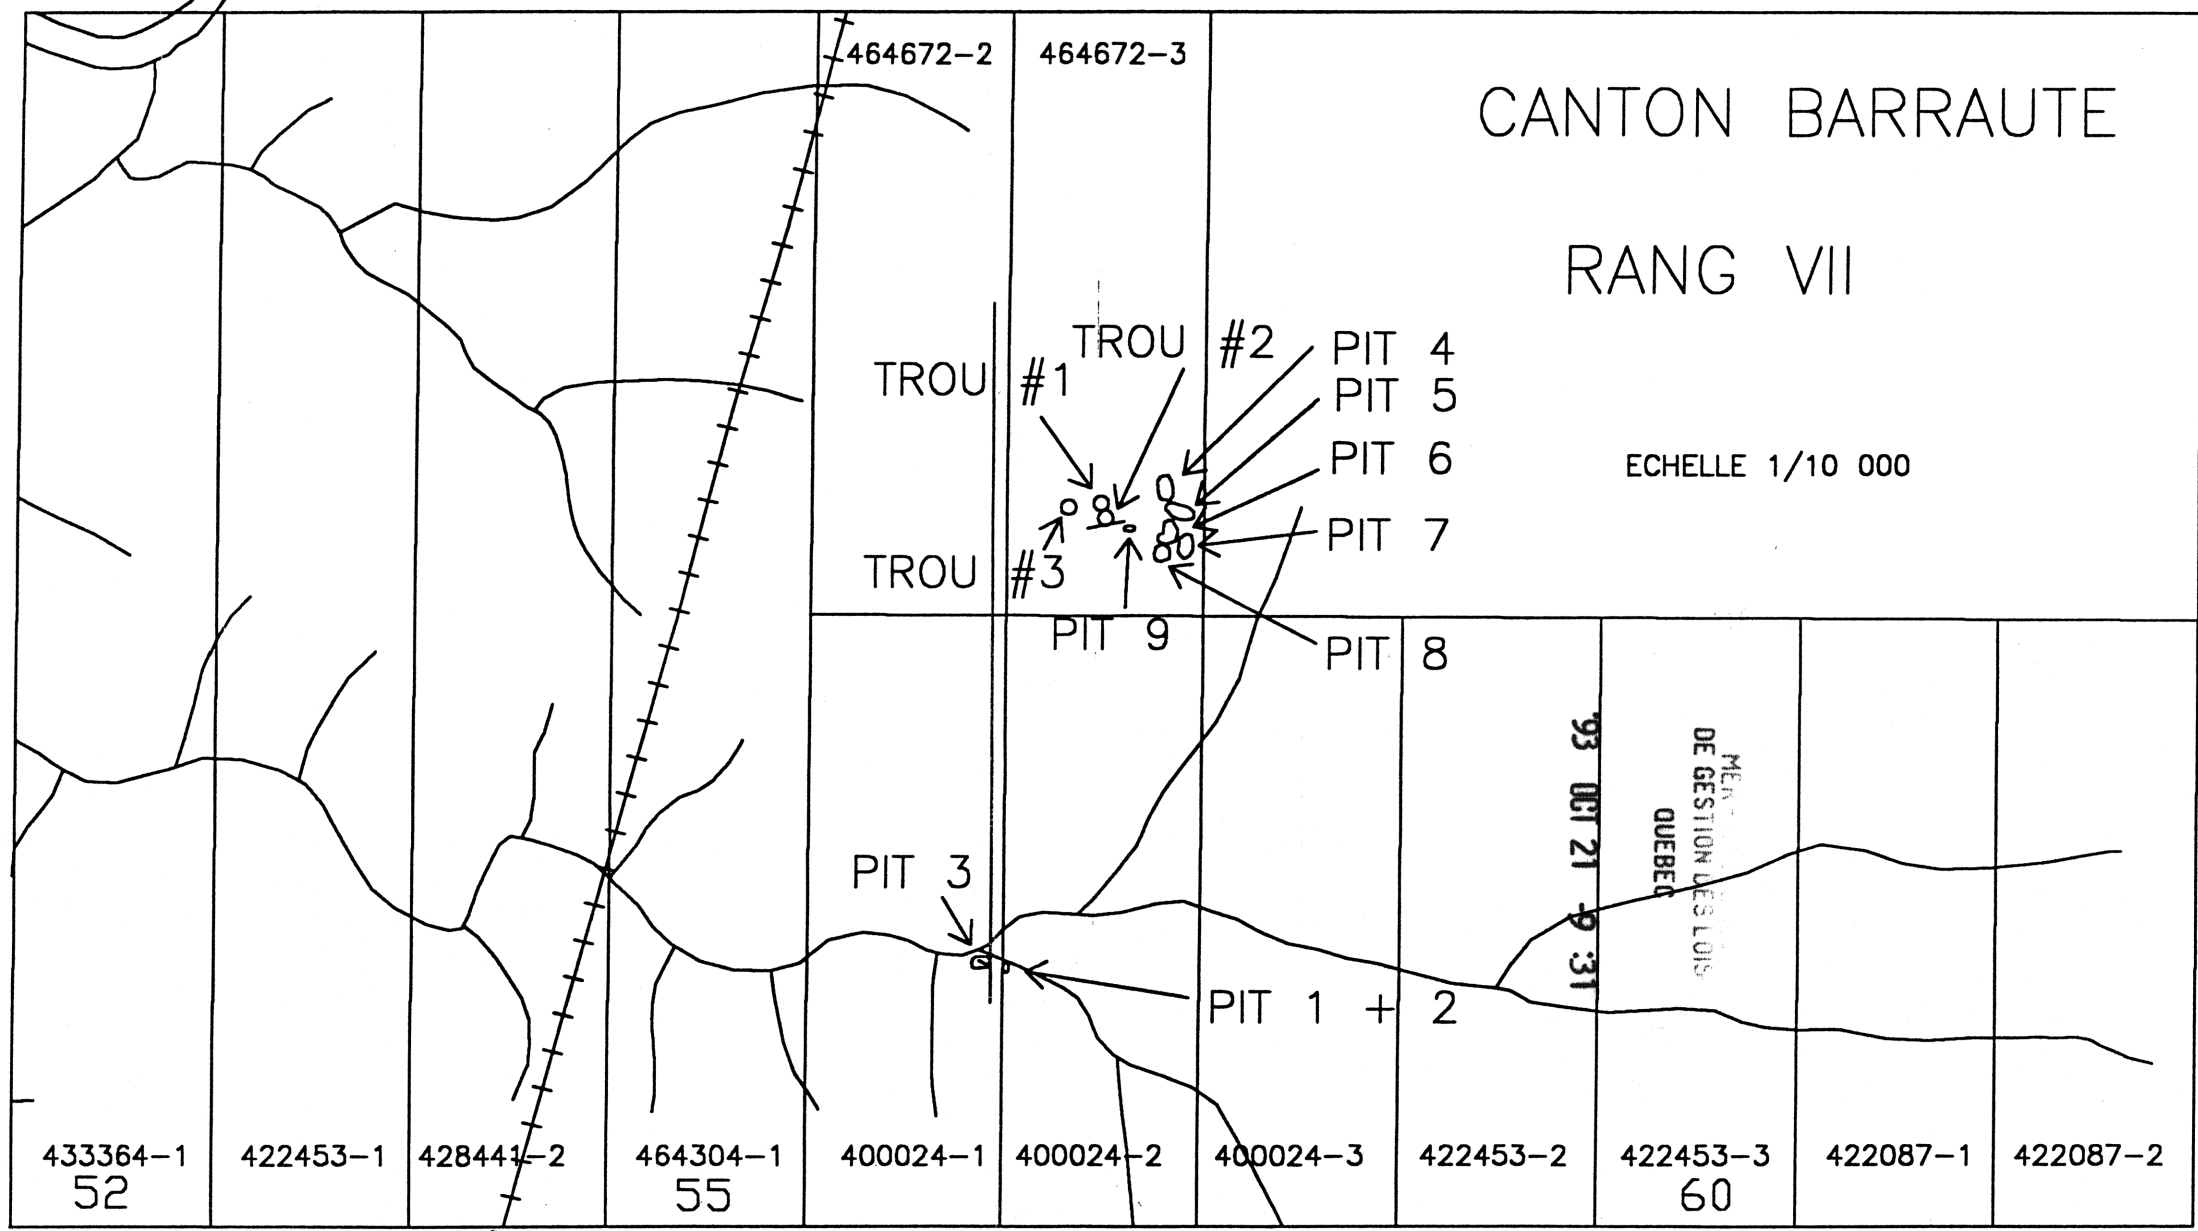 464672-2 464672-3
CANTON BARRAUTE
RANG VII
TROU #2
TROU #1
PIT 4
PIT 5
PIT 6
ECHELLE 1/10 000
PIT 7
TROU #3
PIT 9
PIT 8
'93 OCT 21 -9 :31
DE GESTION DES LOIS
QUEBEC
PIT 3
PIT 1 + 2
433364-1 422453-1 428441-2 464304-1 400024-1 400024-2 400024-3 422453-2 422453-3 422087-1 422087-2
52 55 60